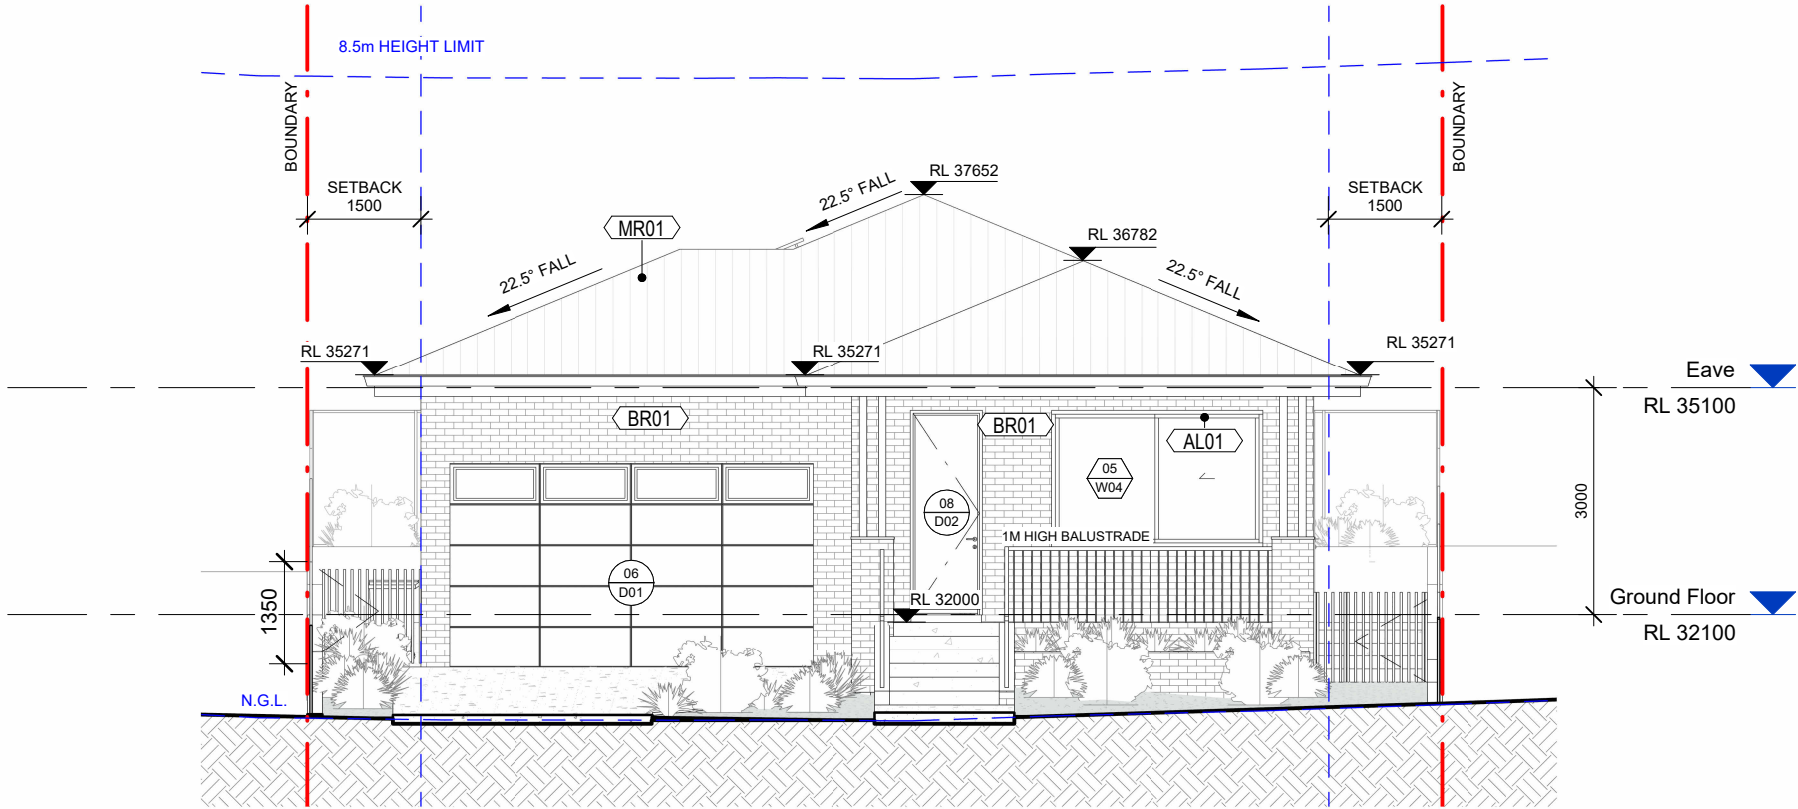 8.5m HEIGHT LIMIT
BOUNDARY
BOUNDARY
SETBACK
1500
SETBACK
1500
RL 37652
22.5° FALL
MR01
RL 36782
22.5° FALL
22.5° FALL
RL 35271
RL 35271
RL 35271
Eave
RL 35100
BR01
BR01
AL01
05
W04
08
D02
3000
1M HIGH BALUSTRADE
06
D01
1350
RL 32000
Ground Floor
RL 32100
N.G.L.